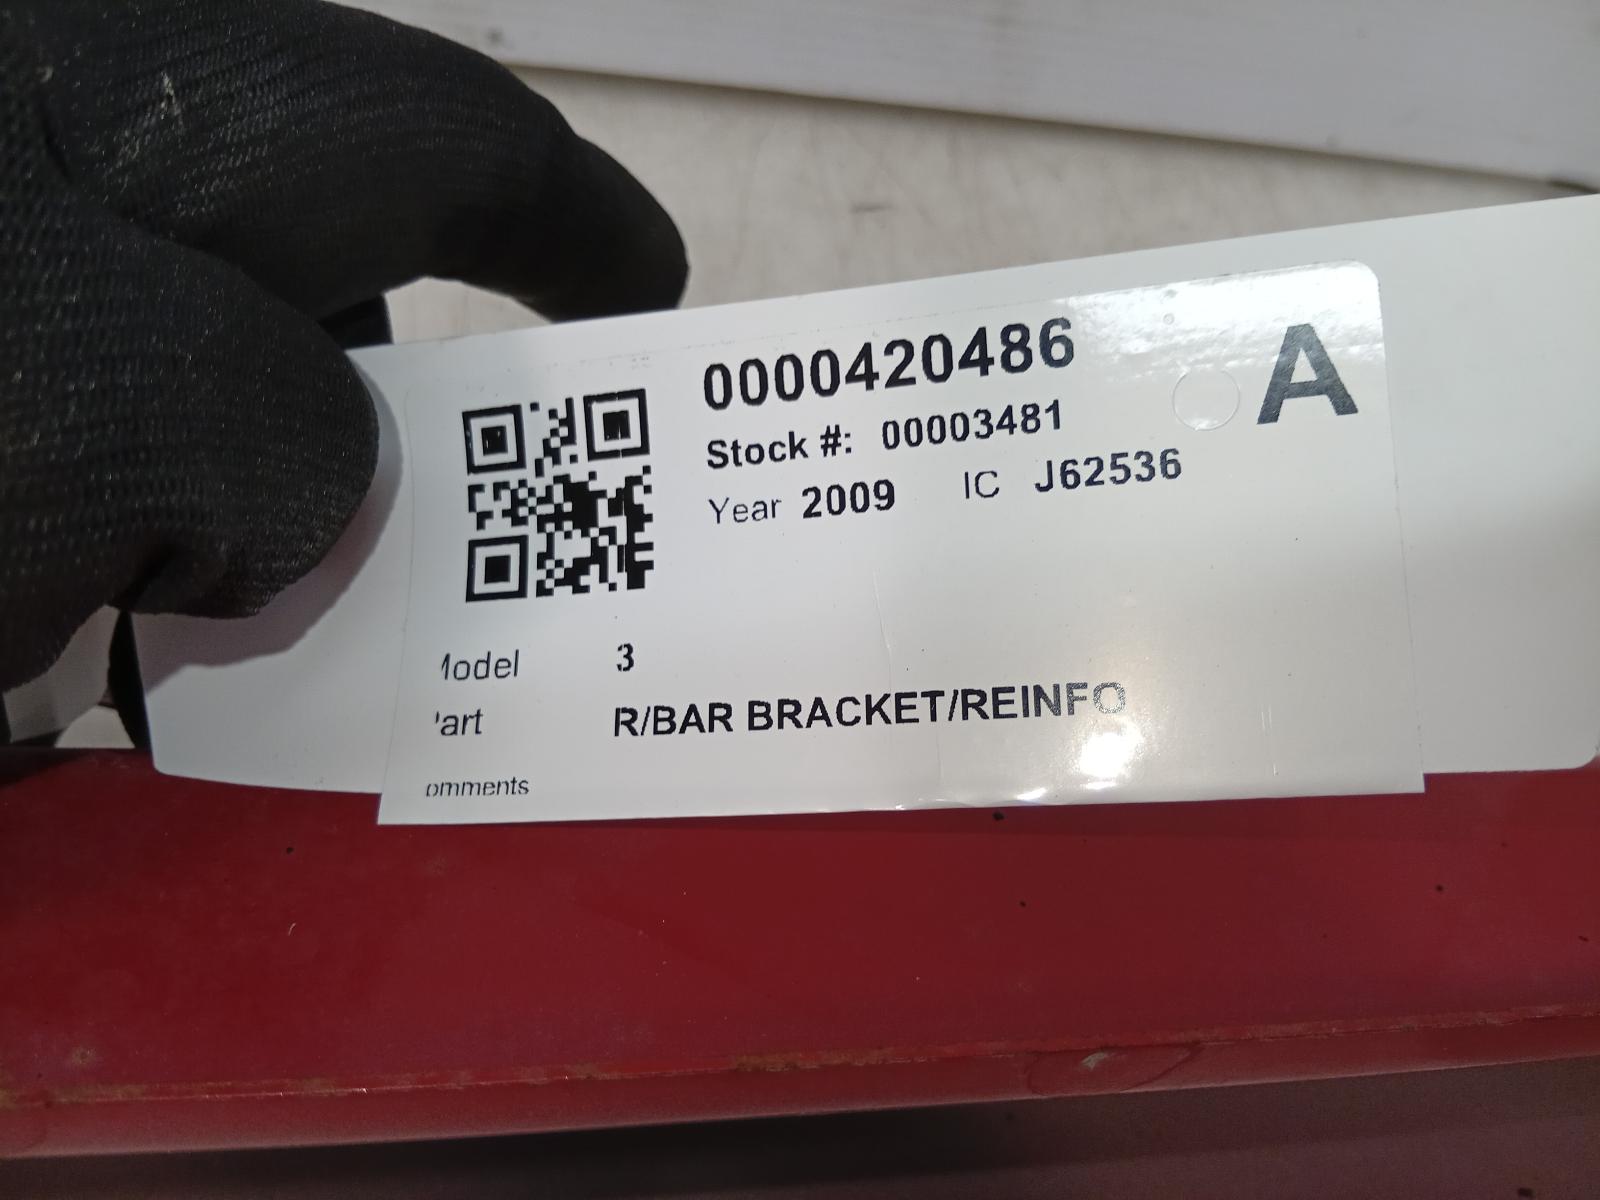 0000420486
A
Stock #: 00003481
Year 2009 IC J62536
Model 3
Part R/BAR BRACKET/REINFO
omments